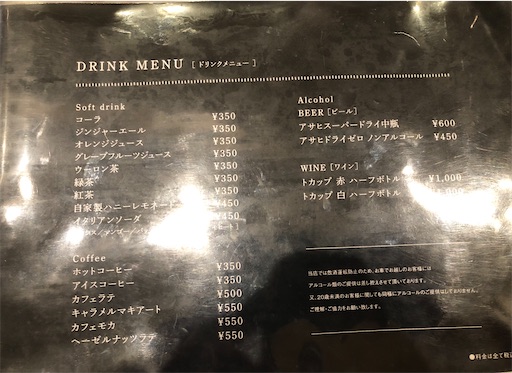 DRINK MENU [ ドリンクメニュー ]
Soft drink
コーラ ¥350
ジンジャーエール ¥350
オレンジジュース ¥350
グレープフルーツジュース ¥350
ウーロン茶 ¥350
緑茶 ¥350
紅茶 ¥350
自家製ハニーレモネード ¥450
イタリアンソーダ ¥450
Coffee
ホットコーヒー ¥350
アイスコーヒー ¥350
カフェラテ ¥500
キャラメルマキアート ¥550
カフェモカ ¥550
ヘーゼルナッツラテ ¥550
Alcohol
BEER [ビール]
アサヒスーパードライ中瓶 ¥600
アサヒドライゼロ ノンアルコール ¥450
WINE [ワイン]
トカップ 赤 ハーフボトル ¥1,000
トカップ 白 ハーフボトル
当店では飲酒運転防止のため、お車でお越しのお客様には
アルコール類のご提供は差し控えさせて頂いております。
又、20歳未満のお客様に関しても同様にアルコールのご提供はしておりません。
ご理解・ご協力をお願い致します。
●料金は全て税込